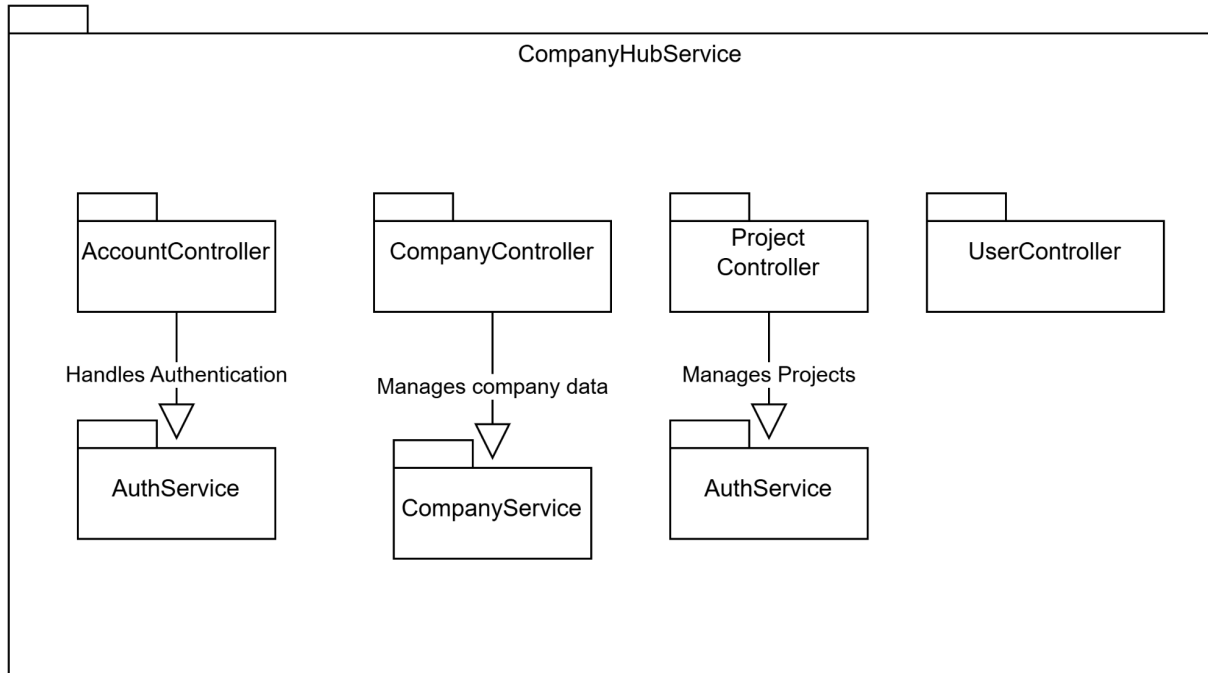 CompanyHubService
AccountController
CompanyController
Project
Controller
UserController
Handles Authentication
Manages company data
Manages Projects
AuthService
CompanyService
AuthService